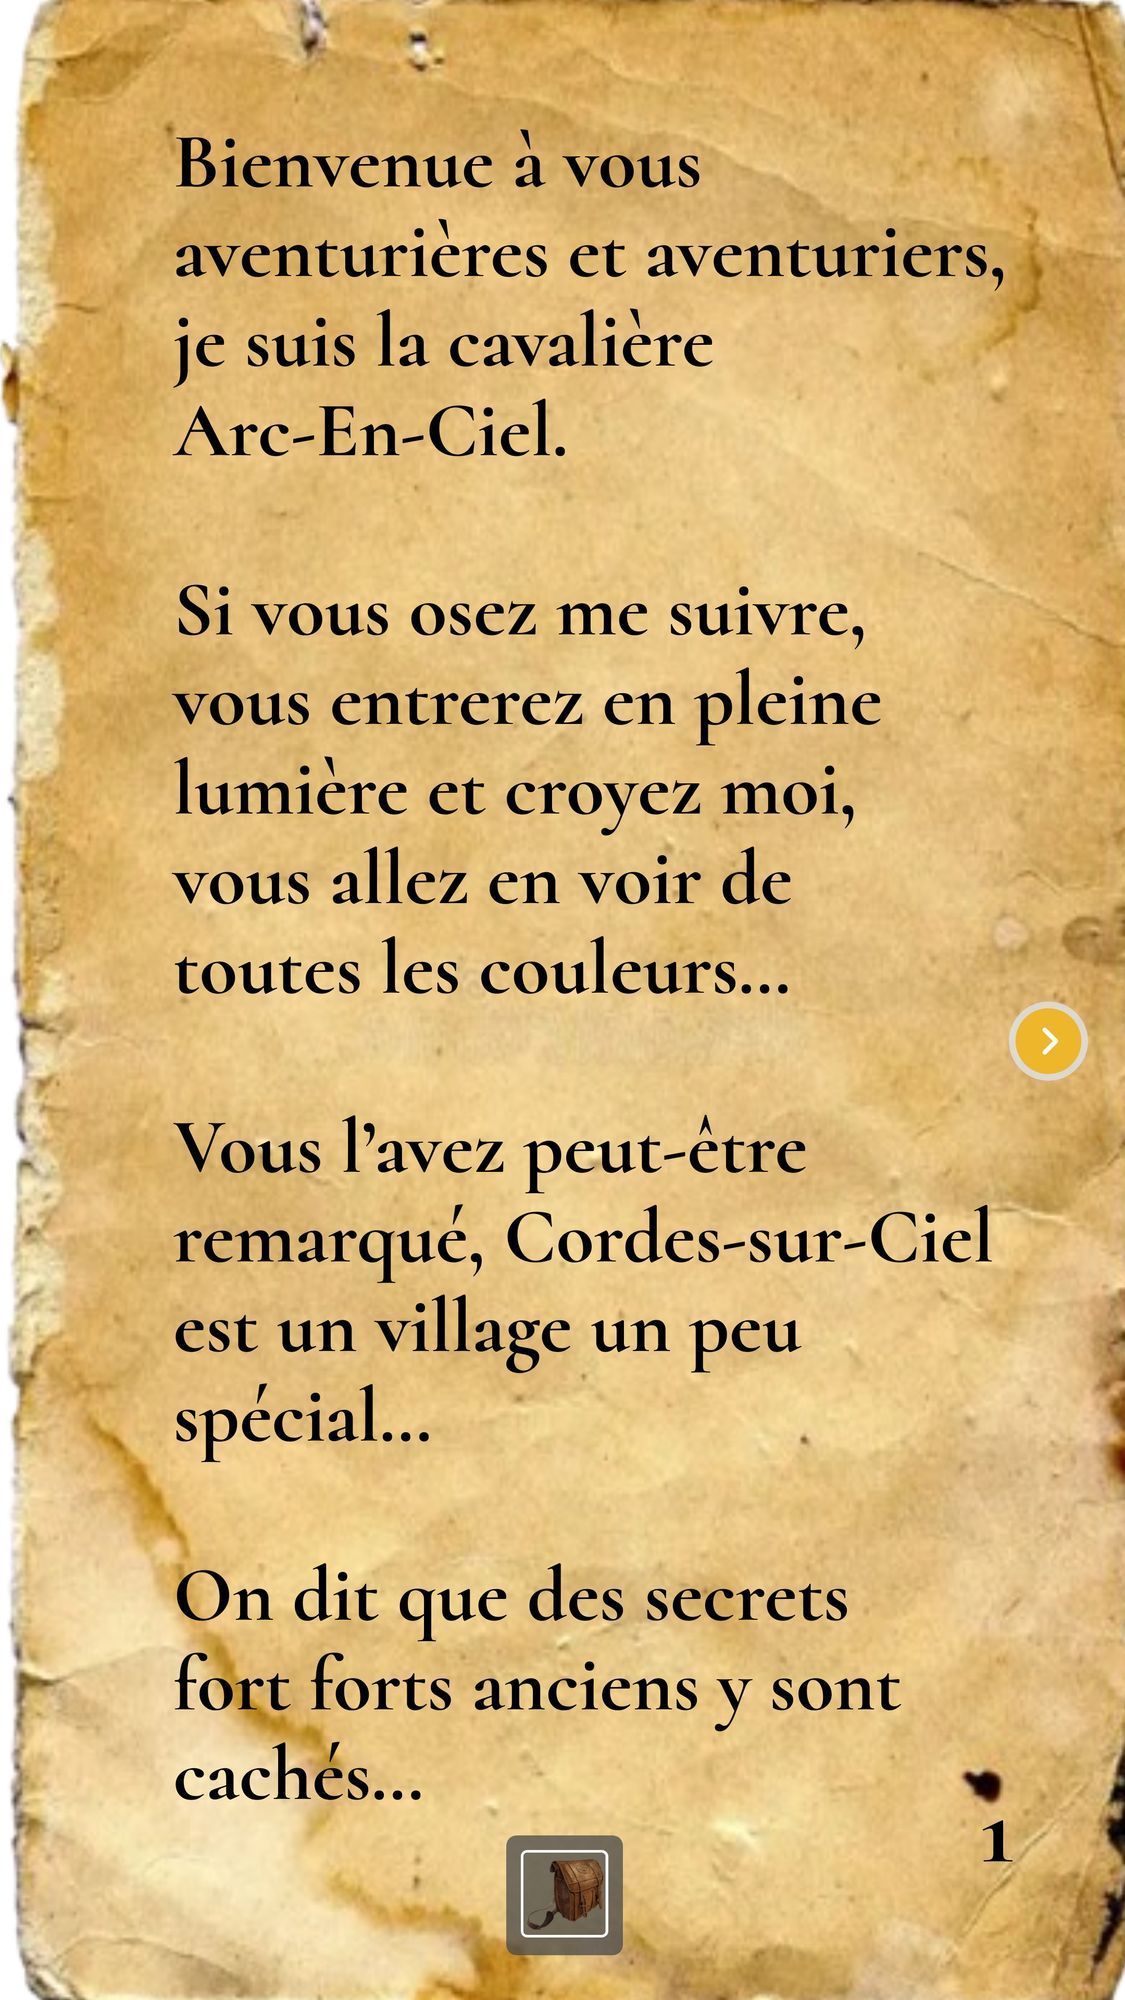 Bienvenue à vous
aventurières et aventuriers,
je suis la cavalière
Arc-En-Ciel.
Si vous osez me suivre,
vous entrerez en pleine
lumière et croyez moi,
vous allez en voir de
toutes les couleurs...
Vous l’avez peut-être
remarqué, Cordes-sur-Ciel
est un village un peu
spécial...
On dit que des secrets
fort forts anciens y sont
cachés...
1